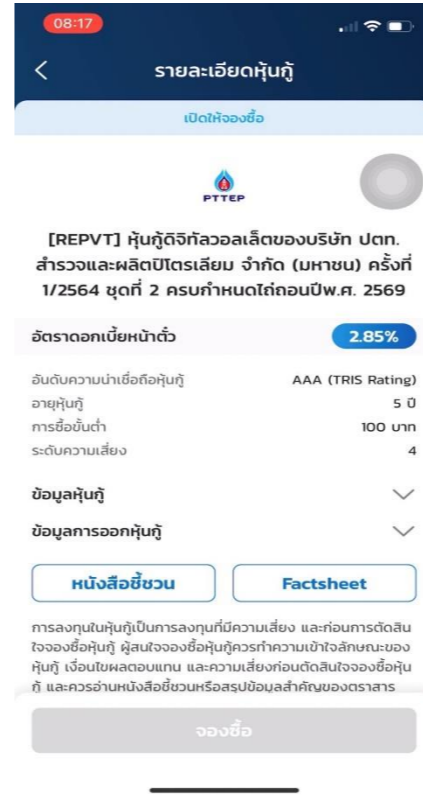 08:17
รายละเอียดหุ้นกู้
เปิดให้จองซื้อ
PTTEP
[REPVT] หุ้นกู้ดิจิทัลวอลเล็ตของบริษัท ปตท.
สำรวจและผลิตปิโตรเลียม จำกัด (มหาชน) ครั้งที่
1/2564 ชุดที่ 2 ครบกำหนดไถ่ถอนปีพ.ศ. 2569
อัตราดอกเบี้ยหน้าตั๋ว 2.85%
อันดับความน่าเชื่อถือหุ้นกู้ AAA (TRIS Rating)
อายุหุ้นกู้ 5 ปี
การซื้อขั้นต่ำ 100 บาท
ระดับความเสี่ยง 4
ข้อมูลหุ้นกู้
ข้อมูลการออกหุ้นกู้
หนังสือชี้ชวน Factsheet
การลงทุนในหุ้นกู้เป็นการลงทุนที่มีความเสี่ยง และก่อนการตัดสิน
ใจจองซื้อหุ้นกู้ ผู้สนใจจองซื้อหุ้นกู้ควรทำความเข้าใจลักษณะของ
หุ้นกู้ เงื่อนไขผลตอบแทน และความเสี่ยงก่อนตัดสินใจจองซื้อหุ้น
กู้ และควรอ่านหนังสือชี้ชวนหรือสรุปข้อมูลสำคัญของตราสาร
จองซื้อ